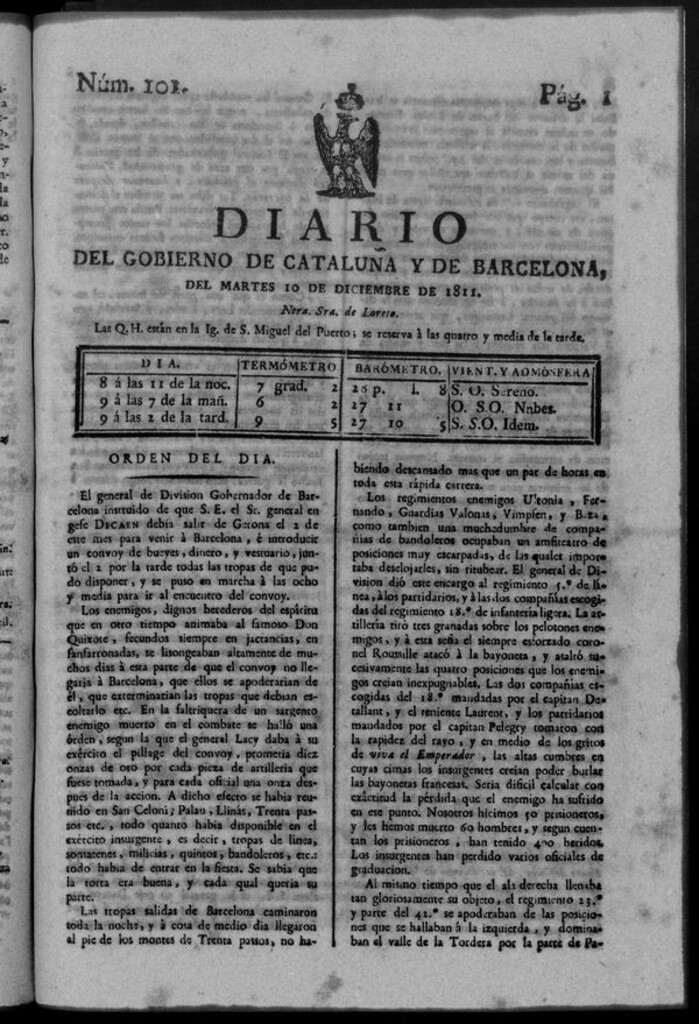 Núm. 101.
Pág. 1
DIARIO
DEL GOBIERNO DE CATALUÑA Y DE BARCELONA,
DEL MARTES 10 DE DICIEMBRE DE 1811.
Ntra. Sra. de Loreto.
Las Q.H. están en la Ig. de S. Miguel del Puerto; se reserva á las quatro y media de la tarde.
DIA. TERMÓMETRO BARÓMETRO. VIENT. Y ADMÓSFERA
8 á las 11 de la noc. 7 grad. 2 26 p. l. 8 S. O. Sereno.
9 á las 7 de la mañ. 6 2 27 11 O. S.O. Nubes.
9 á las 2 de la tard. 9 5 27 10 5 S. S.O. Idem.
ORDEN DEL DIA.
El general de Division Gobernador de Bar-
celona instruido de que S. E. el Sr. general en
gefe DECAEN debia salir de Gerona el 2 de
este mes para venir à Barcelona, é introducir
un convoy de bueyes, dinero, y vestuario, jun-
tó el 2 por la tarde todas las tropas de que pu-
do disponer, y se puso en marcha à las ocho
y media para ir al encuentro del convoy.
Los enemigos, dignos herederos del espíritu
que en otro tiempo animaba al famoso Don
Quixote, fecundos siempre en jactancias, en
fanfarronadas, se lisongeaban altamente de mu-
chos dias à esta parte de que el convoy no lle-
garia à Barcelona, que ellos se apoderarian de
él, que exterminatian las tropas que debian es-
coltarlo etc. En la faltriquera de un sargento
enemigo muerto en el combate se halló una
órden, segun la que el general Lacy daba à su
exército el pillage del convoy, prometia diez
onzas de oro por cada pieza de artilleria que
fuese tomada, y para cada oficial una onza des-
pues de la accion. A dicho efecto se habia reu-
nido en San Celoni; Palau, Llinás, Trenta pas-
sos etc., todo quanto habia disponible en el
exército insurgente, es decir, tropas de linea,
somatenes, milicias, quintos, bandoleros, etc.:
todo habia de entrar en la fiesta. Se sabia que
la torta era buena, y cada qual queria su
parte.
Las tropas salidas de Barcelona caminaron
toda la noche, y á cosa de medio dia llegaron
al pie de los montes de Trenta passos, no ha-
biendo descansado mas que un par de horas en
toda esta rápida carrera.
Los regimientos enemigos Ultonia, Fer-
nando, Guardias Valonas, Vimpfen, y Baza,
como tambien una muchedumbre de compa-
ñias de bandoleros ocupaban un amfiteatro de
posiciones muy escarpadas, de las quales impor-
taba desclojarles, sin titubear. El general de Di-
vision dió este encargo al regimiento 5.º de li-
nea, à los partidarios, y à las dos compañias escogi-
das del regimiento 18.º de infanteria ligera. La ar-
tilleria tiró tres granadas sobre los pelotones ene-
migos, y à esta seña el siempre esforzado coro-
nel Rousille atacó à la bayoneta, y asaltó su-
cesivamente las quatro posiciones que los enemi-
gos creian inexpugnables. Las dos compañias es-
cogidas del 18.º mandadas por el capitan De-
tallant, y el teniente Laurent, y los partidarios
mandados por el capitan Pelegry tomaron con
la rapidez del rayo, y en medio de los gritos
de viva el Emperador, las altas cumbres en
cuyas cimas los insurgentes creian poder burlar
las bayonetas francesas. Seria dificil calcular con
exâctitud la pérdida que el enemigo ha sufrido
en ese punto. Nosotros hicimos 50 prisioneros,
y les hemos muerto 60 hombres, y segun cuen-
tan los prisioneros, han tenido 400 heridos.
Los insurgentes han perdido varios oficiales de
graduacion.
Al mismo tiempo que el ala derecha llenaba
tan gloriosamente su objeto, el regimiento 23.º
y parte del 42.º se apoderaban de las posicio-
nes que se hallaban á la izquierda, y domina-
ban el valle de la Tordera por la parte de Pa-